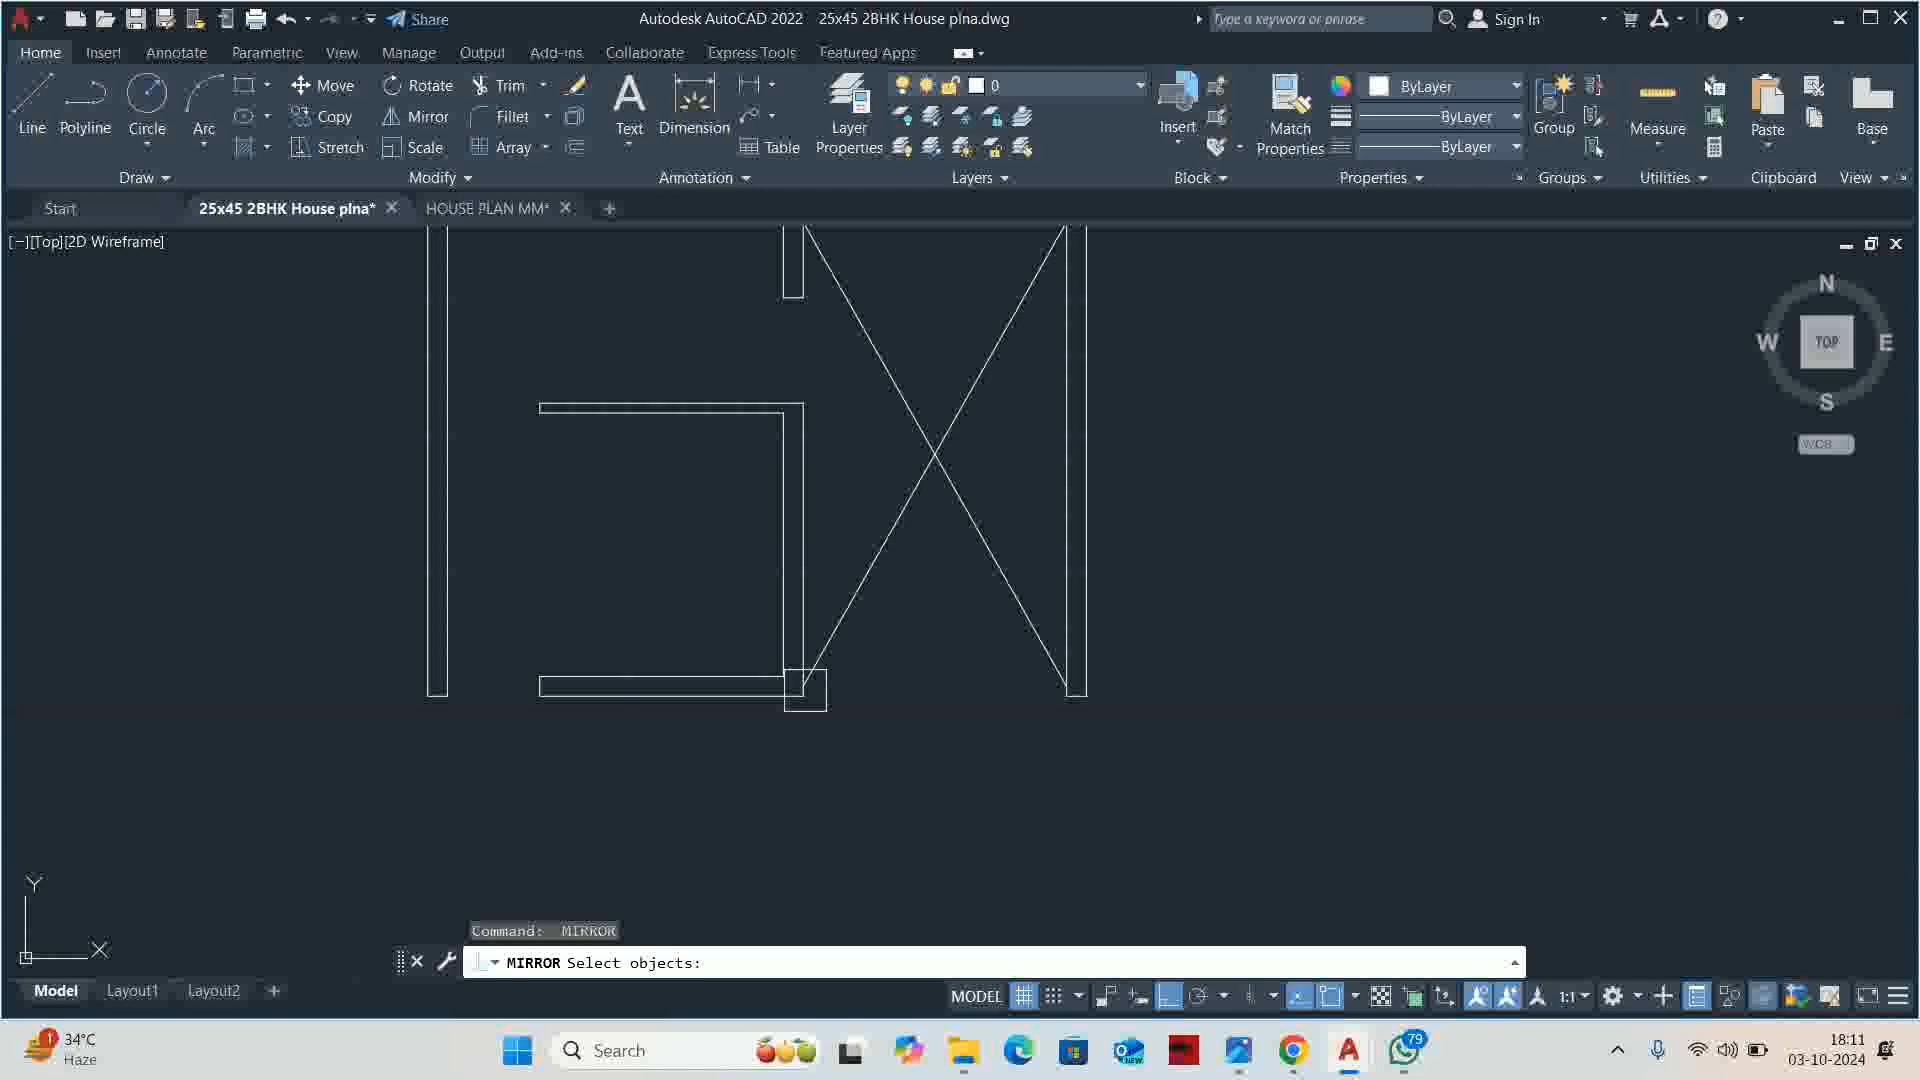 Share
Autodesk AutoCAD 2022 25x45 2BHK House plna.dwg
Type a keyword or phrase
Sign In
Home Insert Annotate Parametric View Manage Output Add-ins Collaborate Express Tools Featured Apps
Line Polyline Circle Arc
Move Rotate Trim
Copy Mirror Fillet
Stretch Scale Array
Text Dimension Table
Layer Properties
0
Insert
Match Properties
ByLayer
ByLayer
ByLayer
Group Measure Paste Base
Draw Modify Annotation Layers Block Properties Groups Utilities Clipboard View
Start 25x45 2BHK House plna* HOUSE PLAN MM*
[−][Top][2D Wireframe]
N
W TOP E
S
WCS
Y
X
Command: MIRROR
MIRROR Select objects:
Model Layout1 Layout2
MODEL 1:1
1
34°C
Haze
Search
NEW
79
18:11
03-10-2024